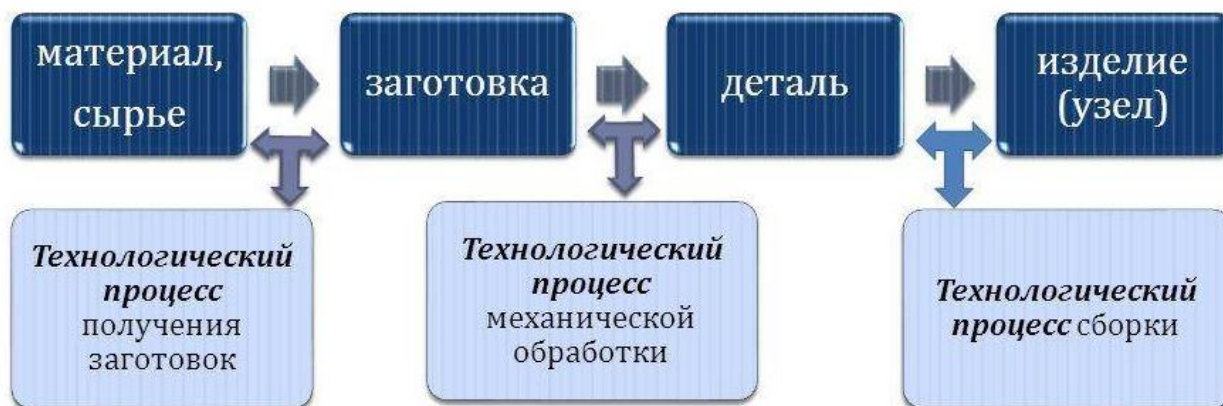 материал,
сырье
заготовка
деталь
изделие
(узел)
Технологический
процесс
получения
заготовок
Технологический
процесс
механической
обработки
Технологический
процесс сборки